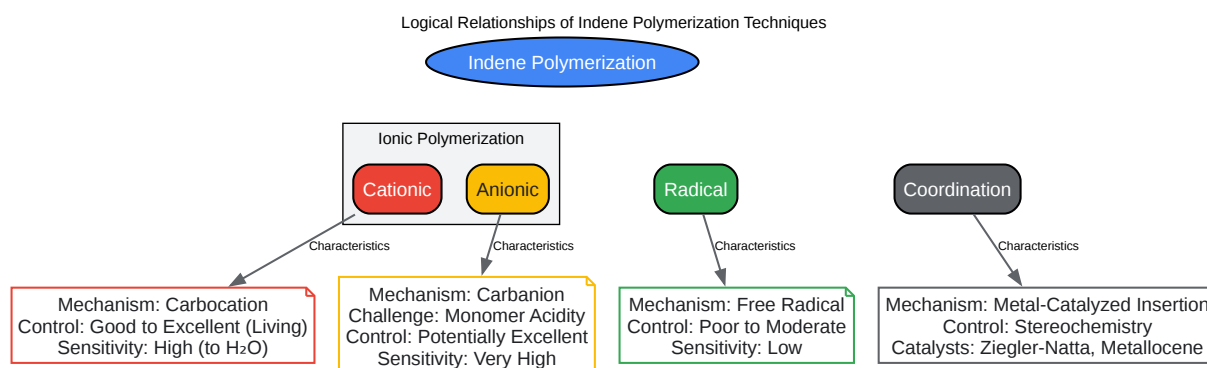 Logical Relationships of Indene Polymerization Techniques
Indene Polymerization
Ionic Polymerization
Cationic
Anionic
Radical
Coordination
Characteristics
Characteristics
Characteristics
Characteristics
Mechanism: Carbocation
Control: Good to Excellent (Living)
Sensitivity: High (to H₂O)
Mechanism: Carbanion
Challenge: Monomer Acidity
Control: Potentially Excellent
Sensitivity: Very High
Mechanism: Free Radical
Control: Poor to Moderate
Sensitivity: Low
Mechanism: Metal-Catalyzed Insertion
Control: Stereochemistry
Catalysts: Ziegler-Natta, Metallocene